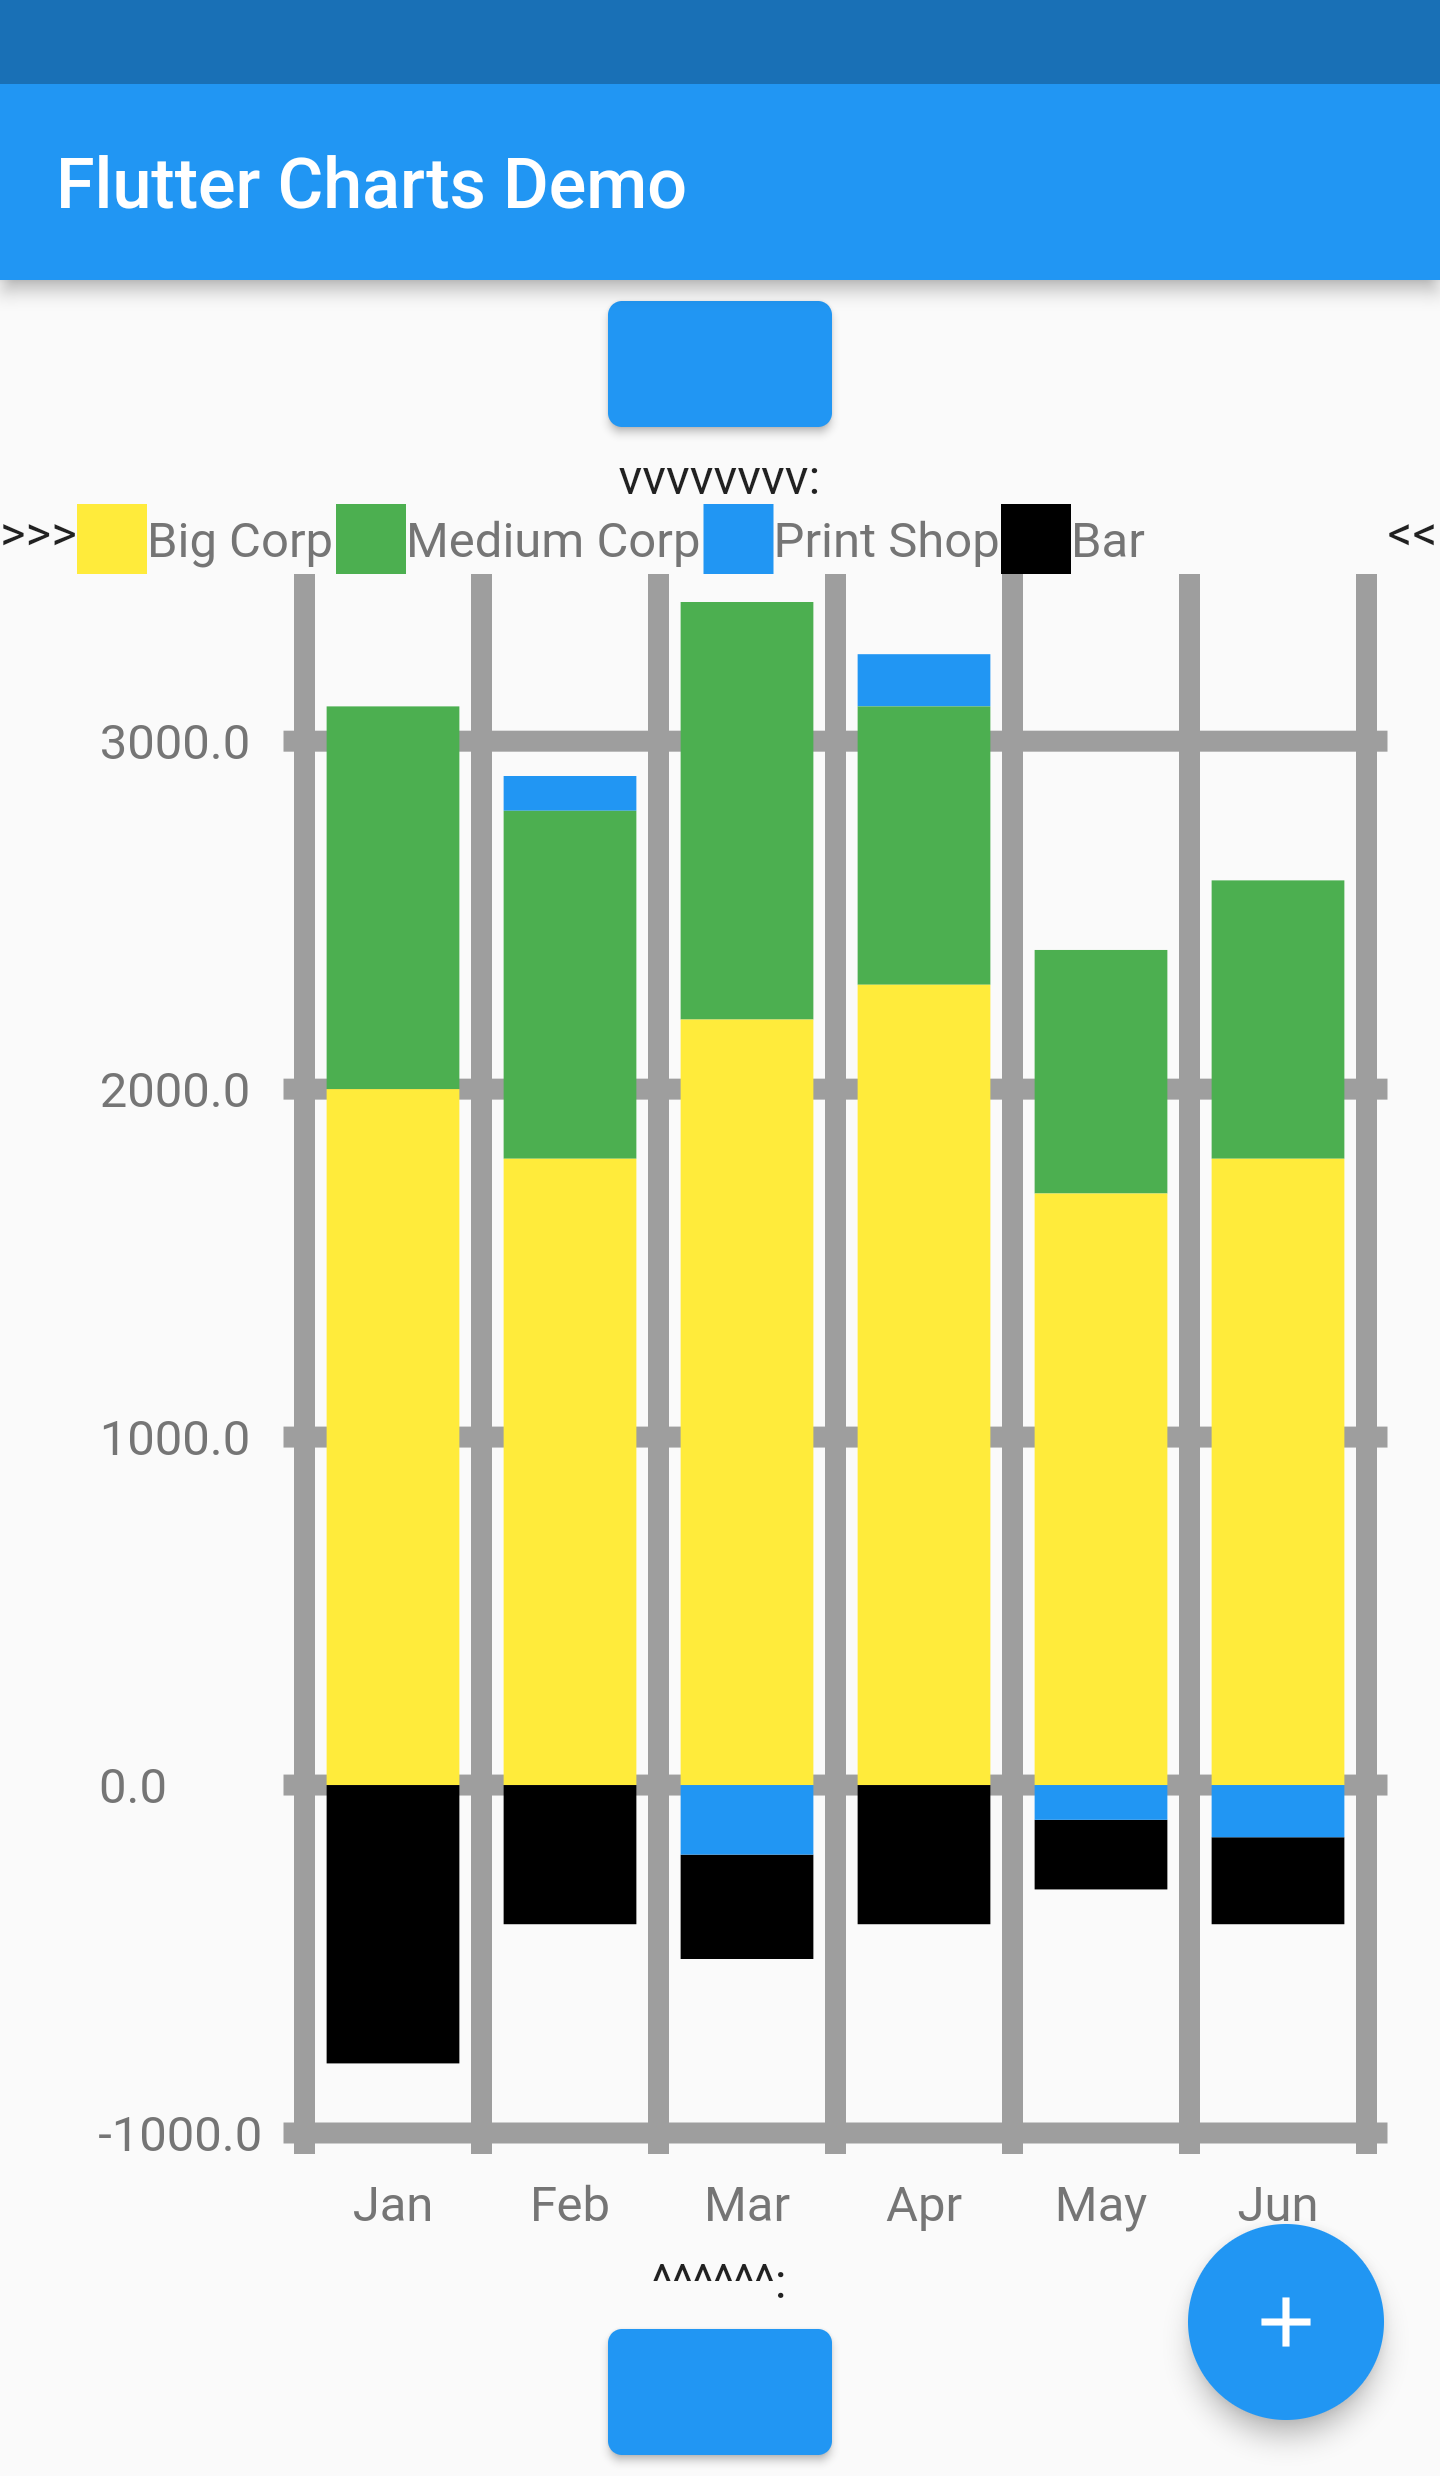 Flutter Charts Demo
vvvvvvvv:
>>> Big Corp Medium Corp Print Shop Bar <<
3000.0
2000.0
1000.0
0.0
-1000.0
Jan Feb Mar Apr May Jun
^^^^^^:
+